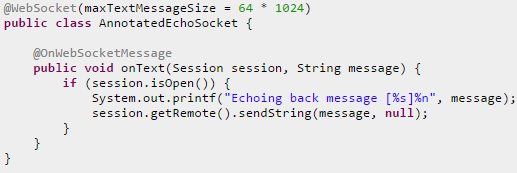 @WebSocket(maxTextMessageSize = 64 * 1024)
public class AnnotatedEchoSocket {
    @OnWebSocketMessage
    public void onText(Session session, String message) {
        if (session.isOpen()) {
            System.out.printf("Echoing back message [%s]%n", message);
            session.getRemote().sendString(message, null);
        }
    }
}